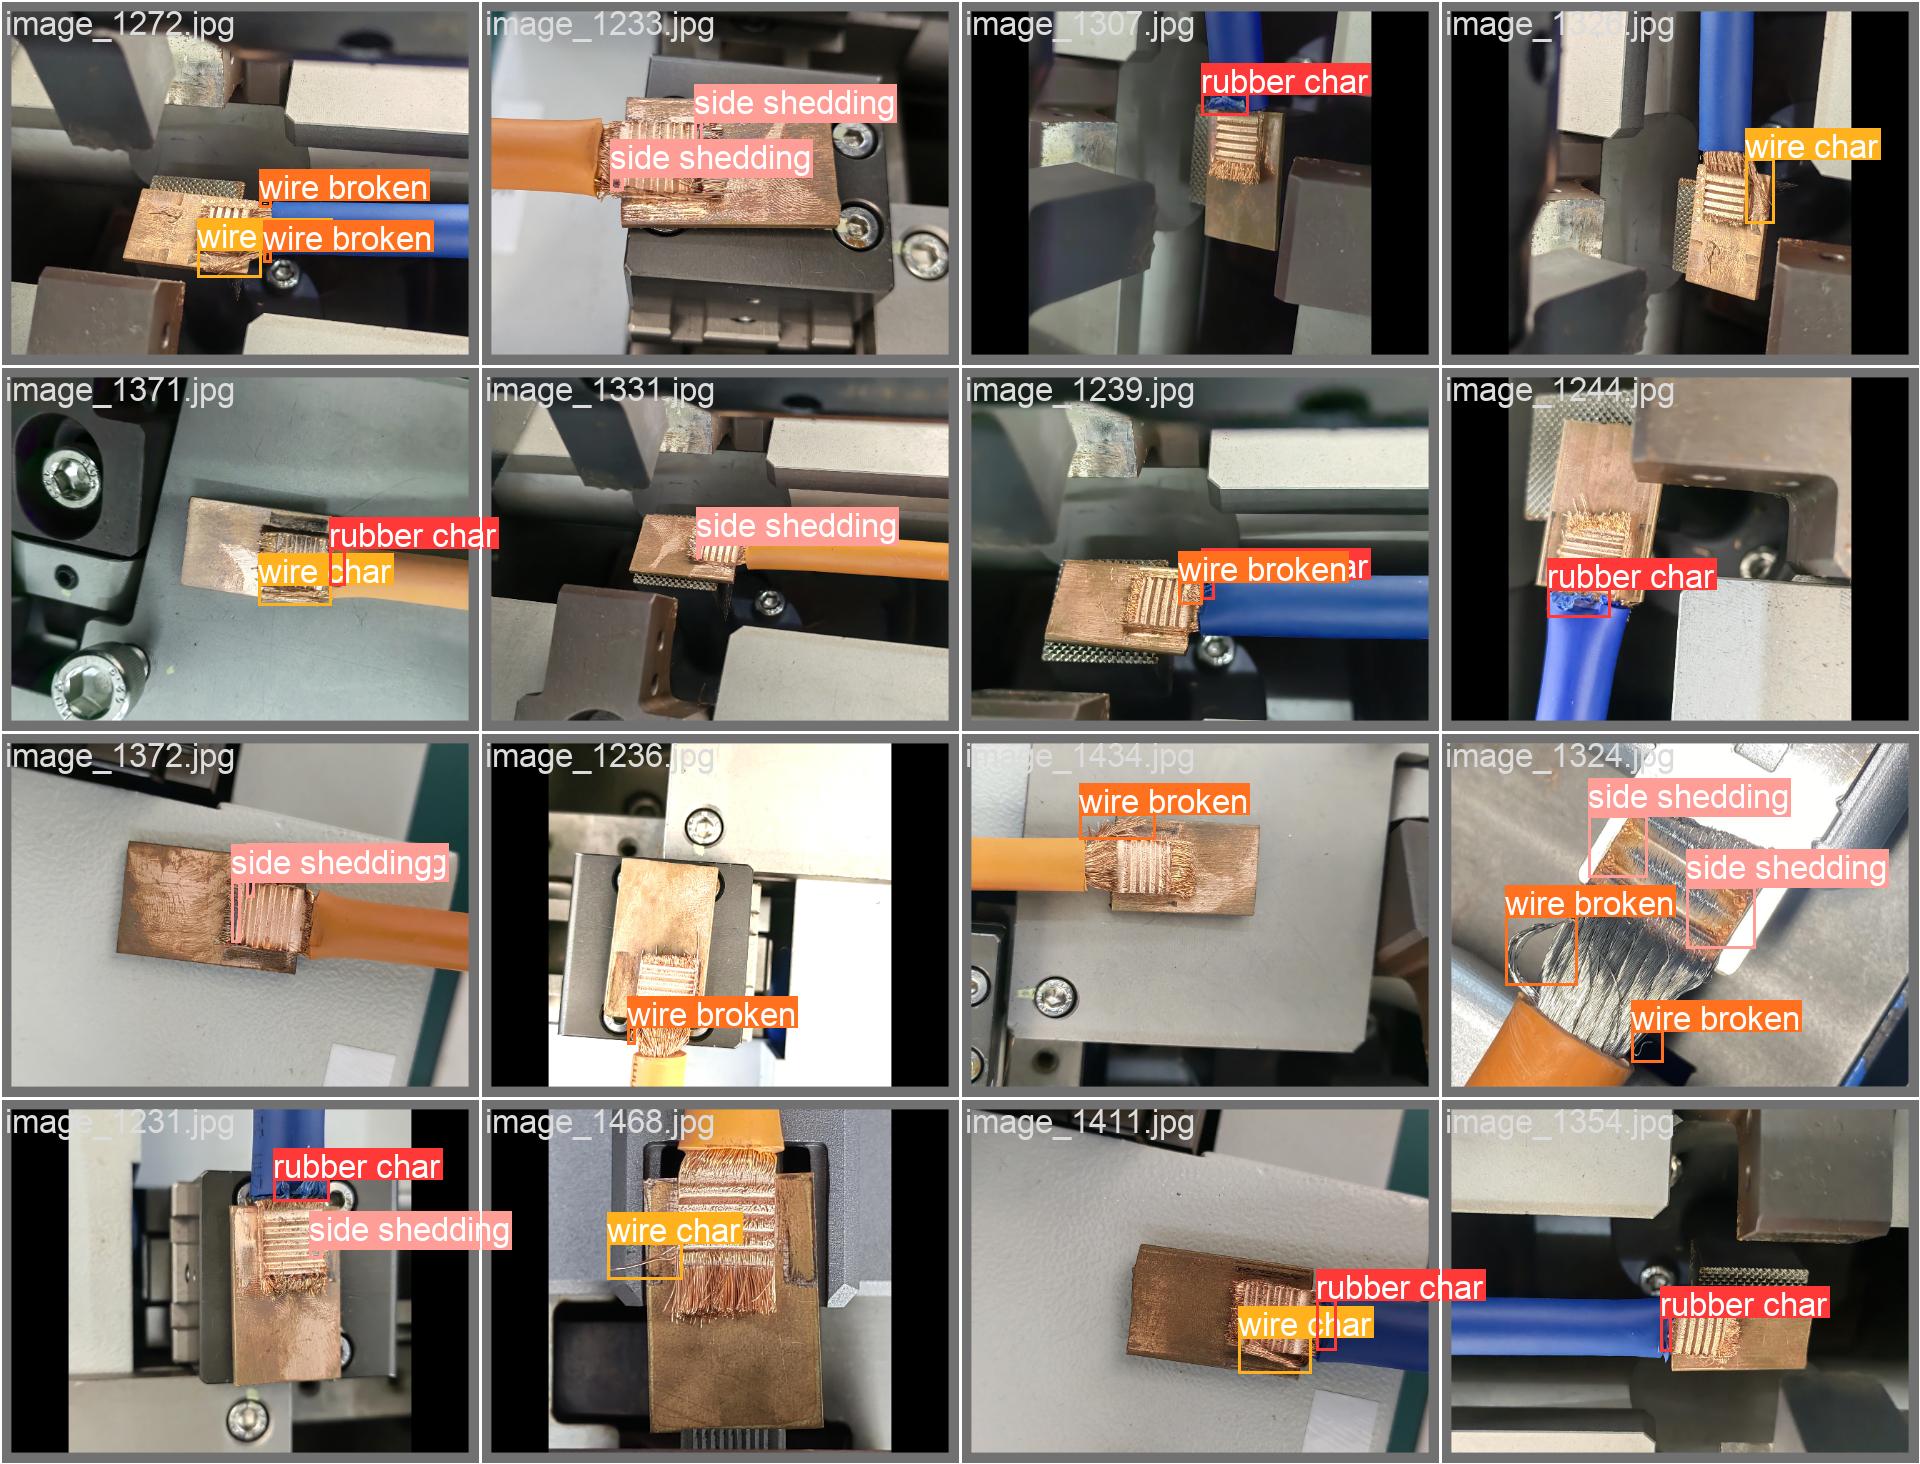 image_1272.jpg
wire broken
wire
wire broken
image_1233.jpg
side shedding
side shedding
image_1307.jpg
rubber char
image_1326.jpg
wire char
image_1371.jpg
rubber char
wire char
image_1331.jpg
side shedding
image_1239.jpg
wire broken
image_1244.jpg
rubber char
image_1372.jpg
side shedding
image_1236.jpg
wire broken
image_1434.jpg
wire broken
image_1324.jpg
side shedding
side shedding
wire broken
wire broken
image_1231.jpg
rubber char
side shedding
image_1468.jpg
wire char
image_1411.jpg
rubber char
wire char
image_1354.jpg
rubber char